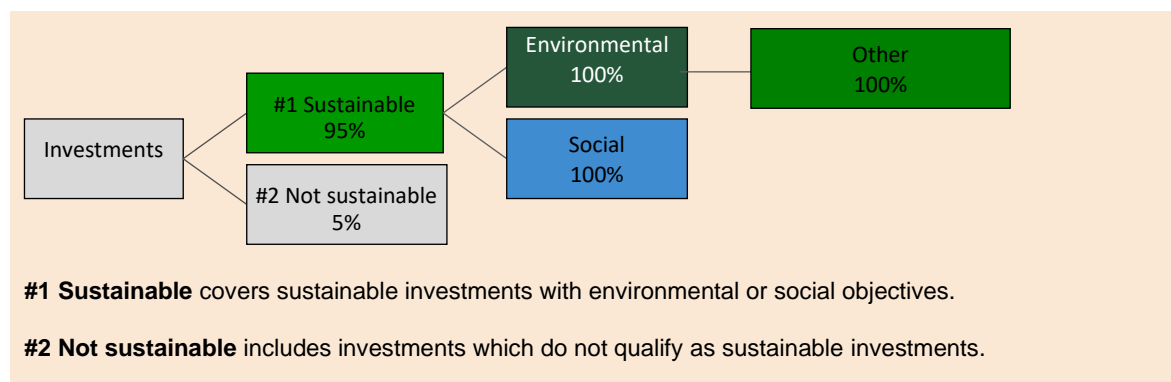 Environmental
100%
Other
100%
#1 Sustainable
95%
Investments
Social
100%
#2 Not sustainable
5%
#1 Sustainable covers sustainable investments with environmental or social objectives.
#2 Not sustainable includes investments which do not qualify as sustainable investments.